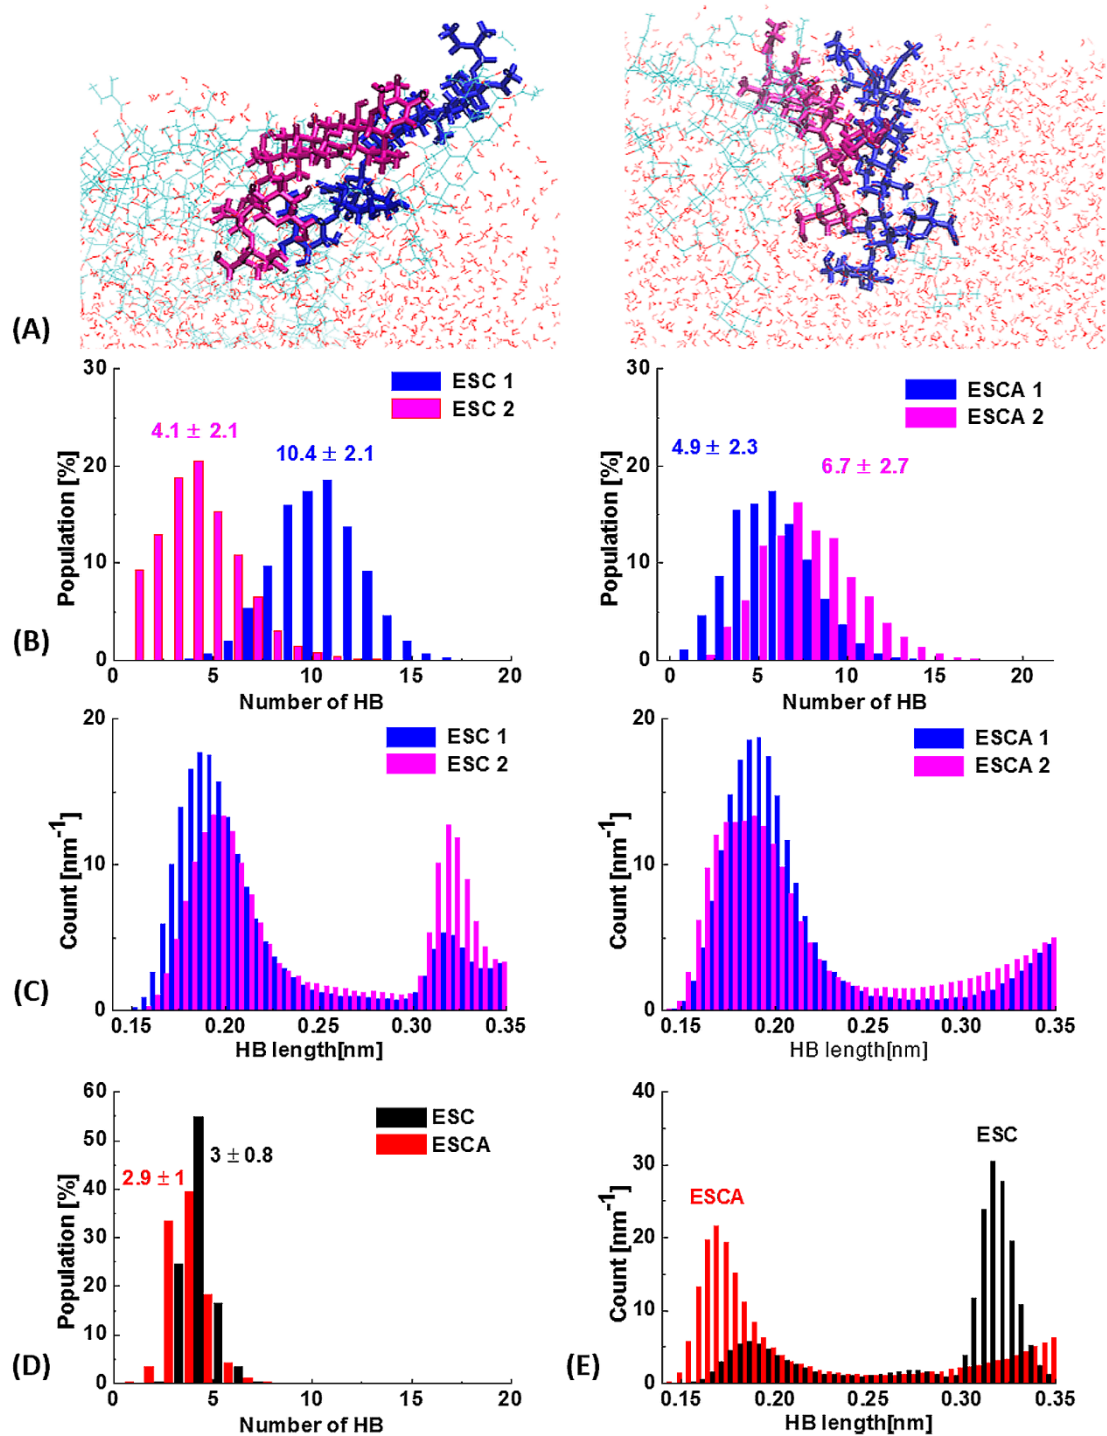 (A)
30
20
10
0
Population [%]
ESC 1
ESC 2
4.1 ± 2.1
10.4 ± 2.1
0 5 10 15 20
Number of HB
30
20
10
0
Population [%]
ESCA 1
ESCA 2
4.9 ± 2.3
6.7 ± 2.7
0 5 10 15 20
Number of HB
(B)
20
10
0
Count [nm-1]
ESC 1
ESC 2
0.15 0.20 0.25 0.30 0.35
HB length[nm]
20
10
0
Count [nm-1]
ESCA 1
ESCA 2
0.15 0.20 0.25 0.30 0.35
HB length[nm]
(C)
60
50
40
30
20
10
0
Population [%]
ESC
ESCA
2.9 ± 1
3 ± 0.8
0 5 10 15 20
Number of HB
(D)
40
30
20
10
0
Count [nm-1]
ESCA
ESC
0.15 0.20 0.25 0.30 0.35
HB length[nm]
(E)